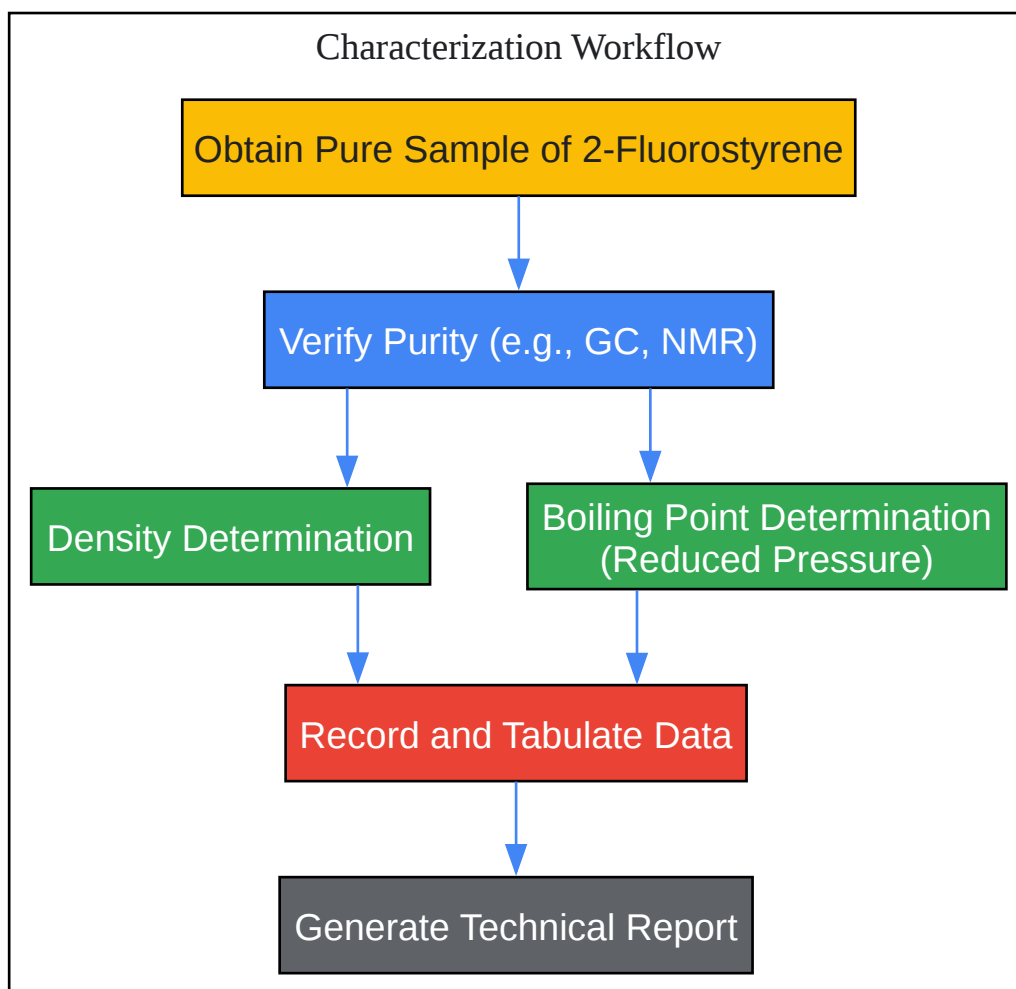 Characterization Workflow
Obtain Pure Sample of 2-Fluorostyrene
Verify Purity (e.g., GC, NMR)
Density Determination
Boiling Point Determination
(Reduced Pressure)
Record and Tabulate Data
Generate Technical Report